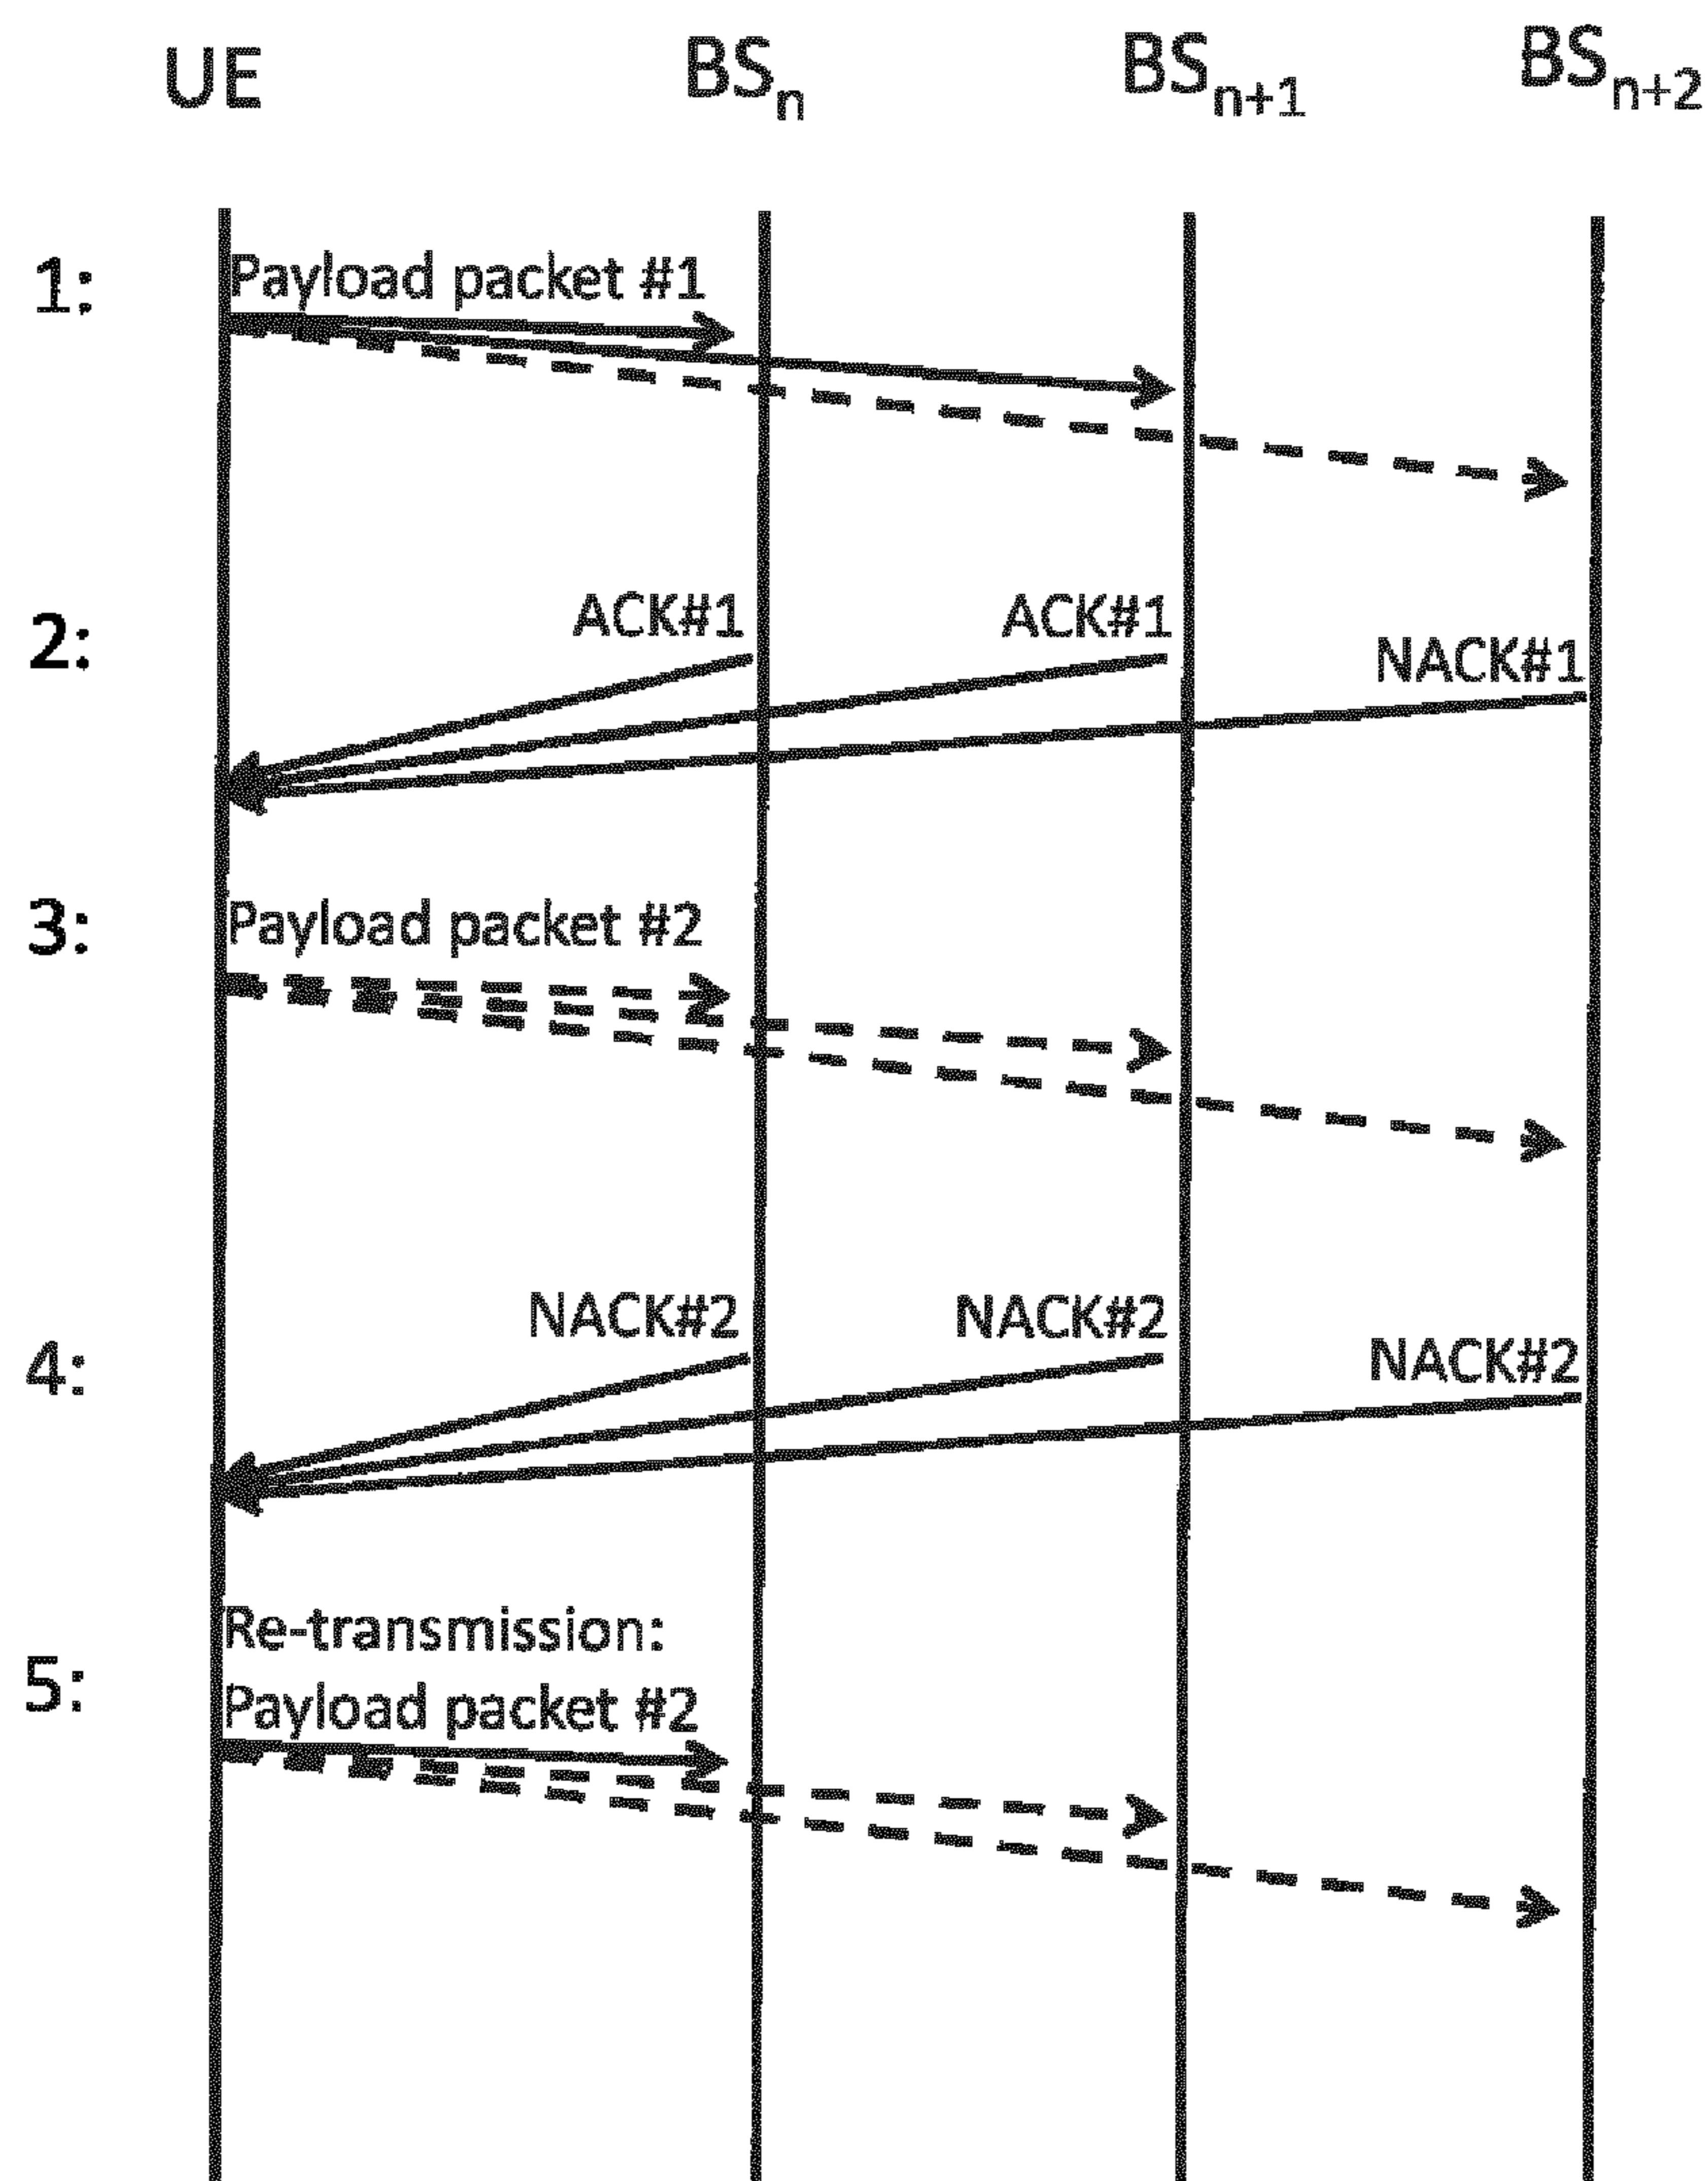 UE BSn BSn+1 BSn+2
1: Payload packet #1
2: ACK#1 ACK#1 NACK#1
3: Payload packet #2
4: NACK#2 NACK#2 NACK#2
Re-transmission:
5: Payload packet #2